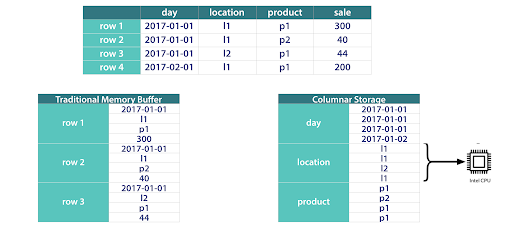 day location product sale
row 1 2017-01-01 l1 p1 300
row 2 2017-01-01 l1 p2 40
row 3 2017-01-01 l2 p1 44
row 4 2017-02-01 l1 p1 200
Traditional Memory Buffer
row 1
2017-01-01
l1
p1
300
row 2
2017-01-01
l1
p2
40
row 3
2017-01-01
l2
p1
44
Columnar Storage
day
2017-01-01
2017-01-01
2017-01-01
2017-01-02
location
l1
l1
l2
l1
product
p1
p2
p1
p1
Intel CPU